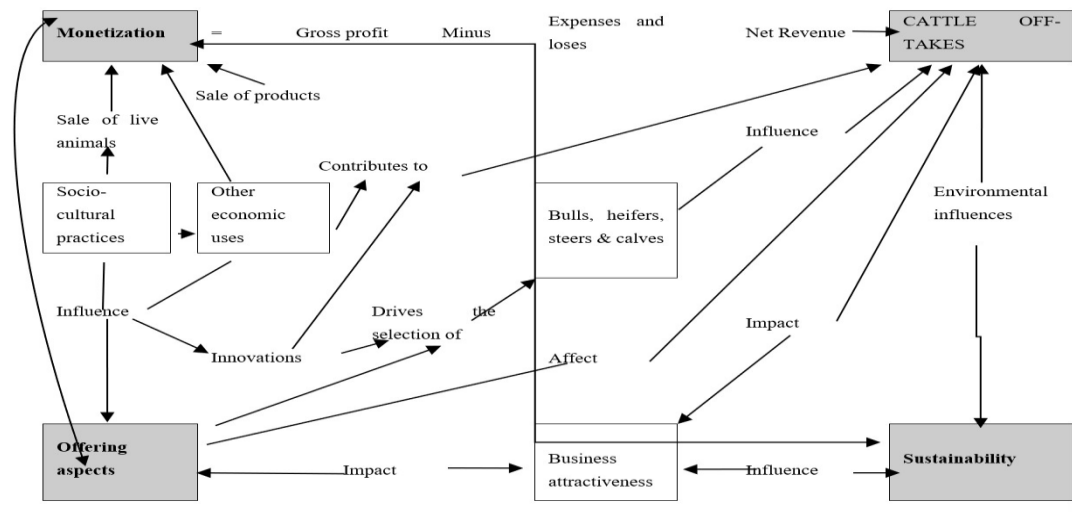 Monetization = Gross profit Minus Expenses and loses Net Revenue CATTLE OFF-TAKES
Sale of products
Sale of live
animals
Contributes to
Influence
Socio-
cultural
practices
Other
economic
uses
Bulls, heifers,
steers & calves
Environmental
influences
Influence
Drives the
selection of
Impact
Innovations
Affect
Offering
aspects
Impact
Business
attractiveness
Influence
Sustainability